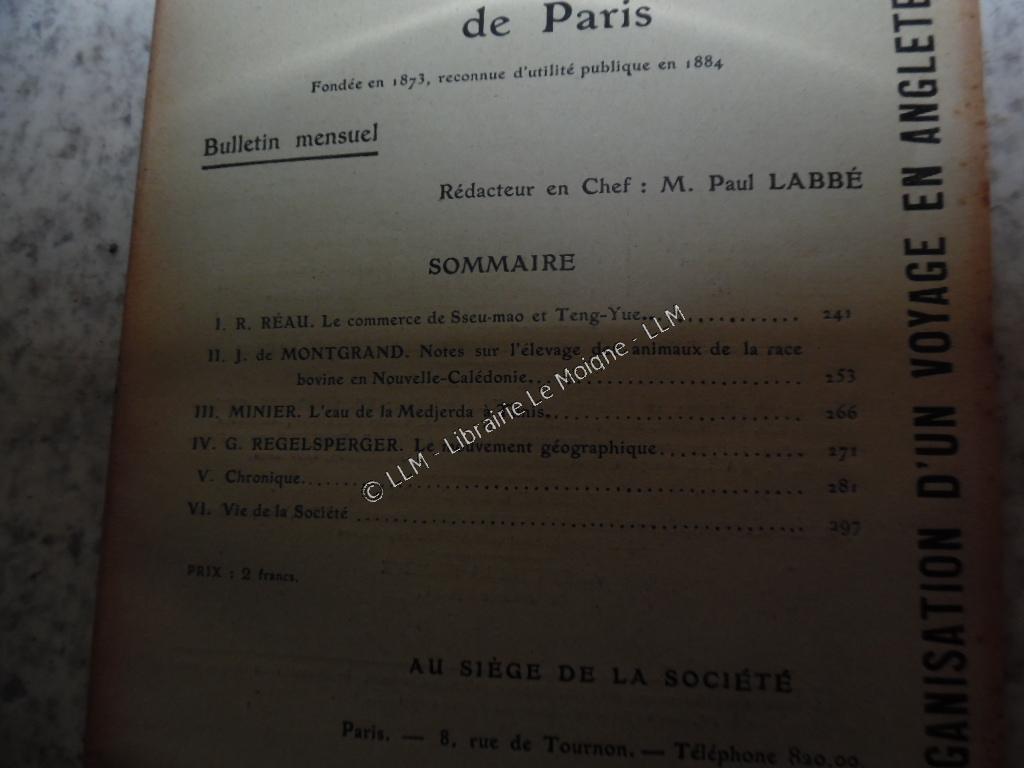 de Paris
Fondée en 1873, reconnue d'utilité publique en 1884
Bulletin mensuel
Rédacteur en Chef : M. Paul LABBÉ
SOMMAIRE
I. R. RÉAU. Le commerce de Sseu-mao et Teng-Yue............... 241
II. J. de MONTGRAND. Notes sur l'élevage des animaux de la race
bovine en Nouvelle-Calédonie.......................... 253
III. MINIER. L'eau de la Medjerda à Tunis........................ 266
IV. G. REGELSPERGER. Le mouvement géographique............... 271
V. Chronique............................................... 281
VI. Vie de la Société ........................................ 297
PRIX : 2 francs.
AU SIÈGE DE LA SOCIÉTÉ
Paris. — 8, rue de Tournon. — Téléphone 820.09
GANISATION D'UN VOYAGE EN ANGLETE
© LLM - Librairie Le Moigne - LLM